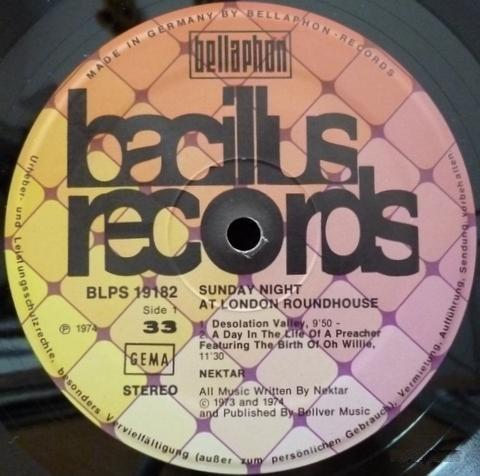 MADE IN GERMANY BY BELLAPHON-RECORDS
bellaphon
bacillus
records
BLPS 19182
Side 1
33
℗ 1974
GEMA
STEREO
SUNDAY NIGHT
AT LONDON ROUNDHOUSE
1. Desolation Valley, 9'50 -
2. A Day In The Life Of A Preacher
Featuring The Birth Of Oh Willie,
11'30
NEKTAR
All Music Written By Nektar
© 1973 and 1974
and Published By Bellver Music
Urheber- und Leistungsschutzrechte, besonders Vervielfältigung (außer zum persönlichen Gebrauch), Vermietung, Aufführung, Sendung vorbehalten